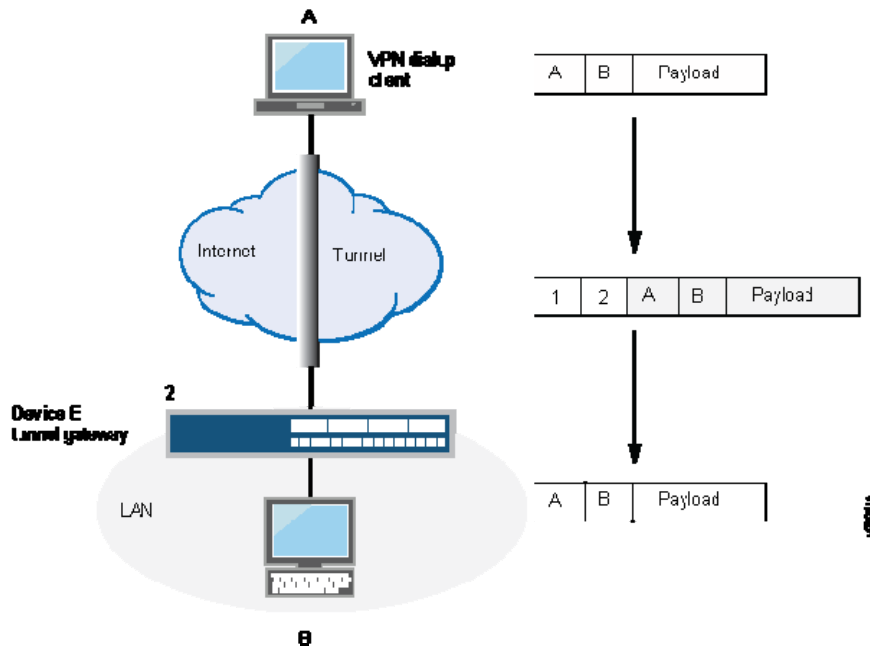 A
VPN dialup
client
A B Payload
Internet Tunnel
1 2 A B Payload
2
Device E
tunnel gateway
A B Payload
LAN
B